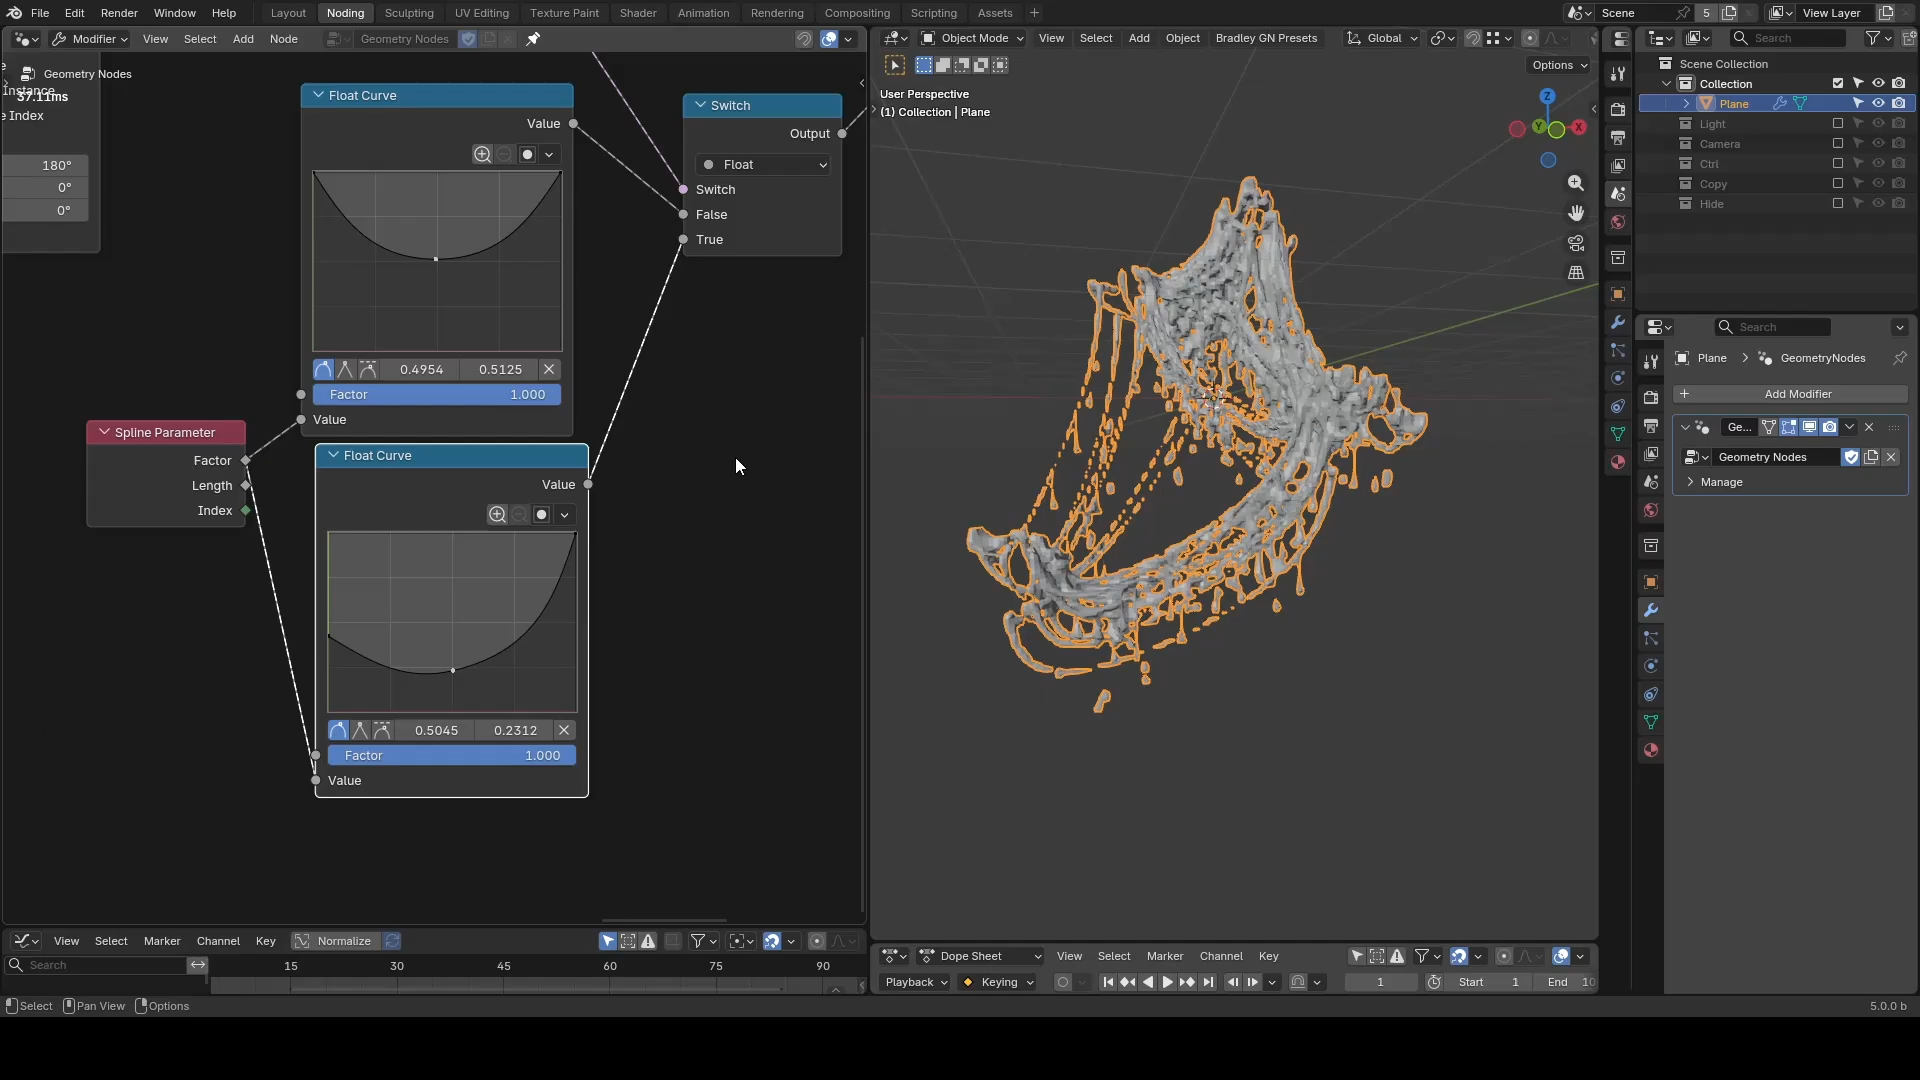 File Edit Render Window Help
Layout Noding Sculpting UV Editing Texture Paint Shader Animation Rendering Compositing Scripting Assets
Scene 5 View Layer
Modifier View Select Add Node Geometry Nodes
Object Mode View Select Add Object Bradley GN Presets Global
Search
Options
Geometry Nodes
Instance
37.11ms
e Index
180°
0°
0°
Float Curve
Value
0.4954 0.5125
Factor 1.000
Value
Switch
Output
Float
Switch
False
True
Spline Parameter
Factor
Length
Index
Float Curve
Value
0.5045 0.2312
Factor 1.000
Value
User Perspective
(1) Collection | Plane
Z
Y
X
Scene Collection
Collection
Plane
Light
Camera
Ctrl
Copy
Hide
Search
Plane GeometryNodes
Add Modifier
Ge...
Geometry Nodes
Manage
View Select Marker Channel Key Normalize
Search
15 30 45 60 75 90
Dope Sheet View Select Marker Channel Key
Playback Keying 1 Start 1 End 10
Select Pan View Options
5.0.0 b